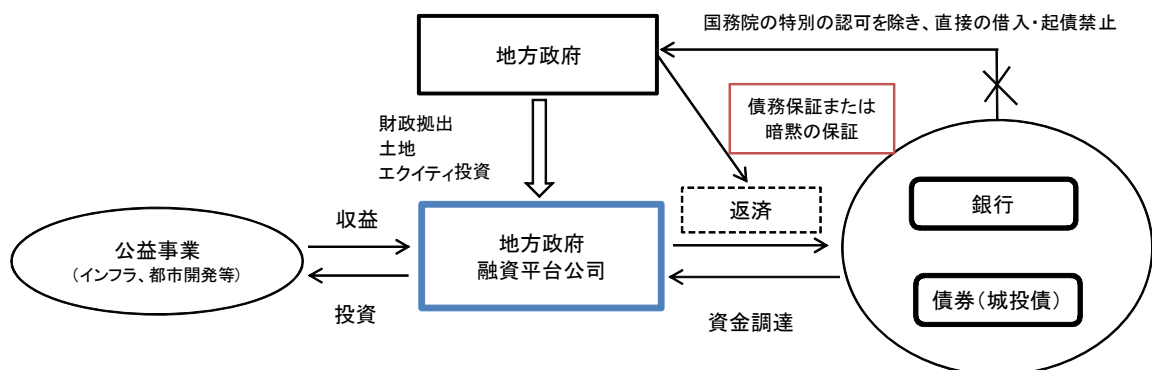 国務院の特別の認可を除き、直接の借入・起債禁止
地方政府
債務保証または
暗黙の保証
財政拠出
土地
エクイティ投資
返済
銀行
収益
公益事業
(インフラ、都市開発等)
地方政府
融資平台公司
投資
資金調達
債券(城投債)